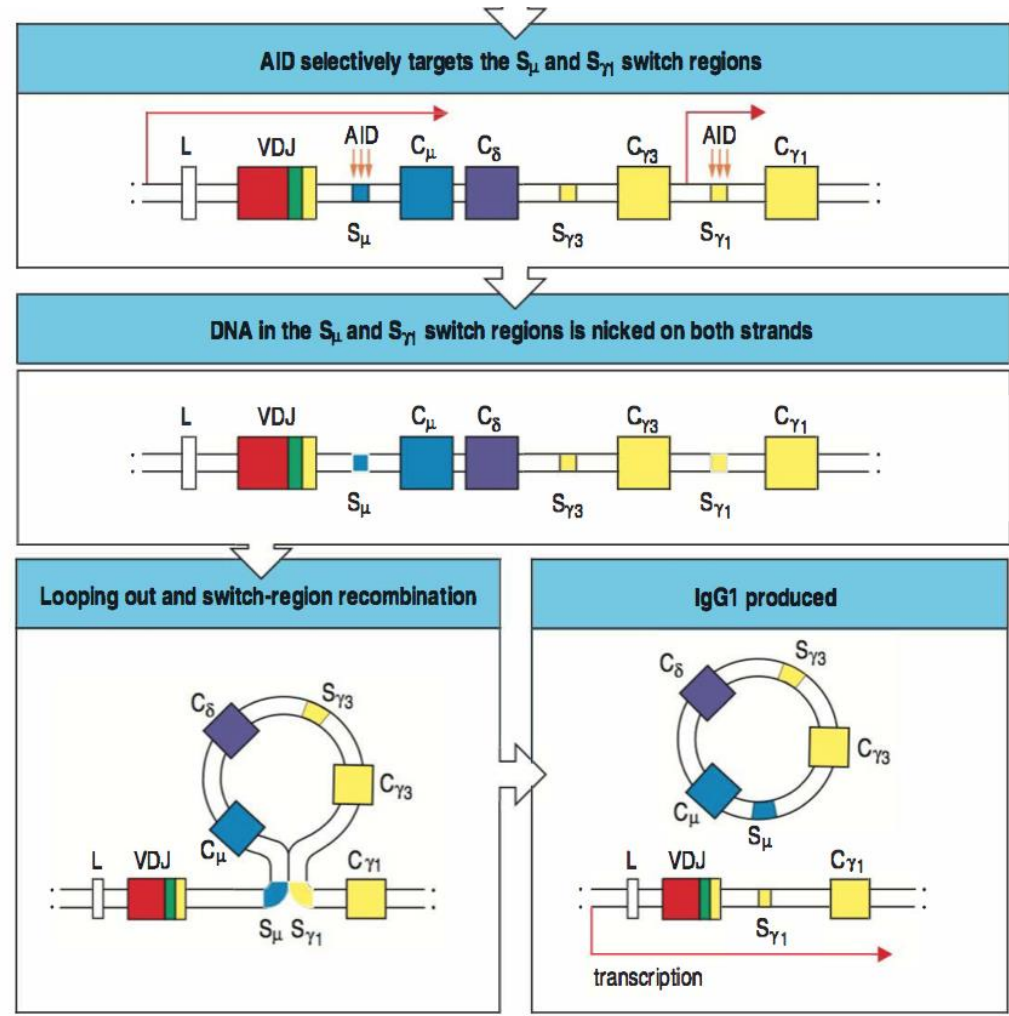 AID selectively targets the Sμ and Sγ1 switch regions
L VDJ AID Cμ Cδ Cγ3 AID Cγ1
Sμ Sγ3 Sγ1
DNA in the Sμ and Sγ1 switch regions is nicked on both strands
L VDJ Cμ Cδ Cγ3 Cγ1
Sμ Sγ3 Sγ1
Looping out and switch-region recombination
Cδ Sγ3
Cγ3
Cμ
L VDJ Cγ1
Sμ Sγ1
IgG1 produced
Cδ Sγ3
Cγ3
Cμ Sμ
L VDJ Cγ1
Sγ1
transcription